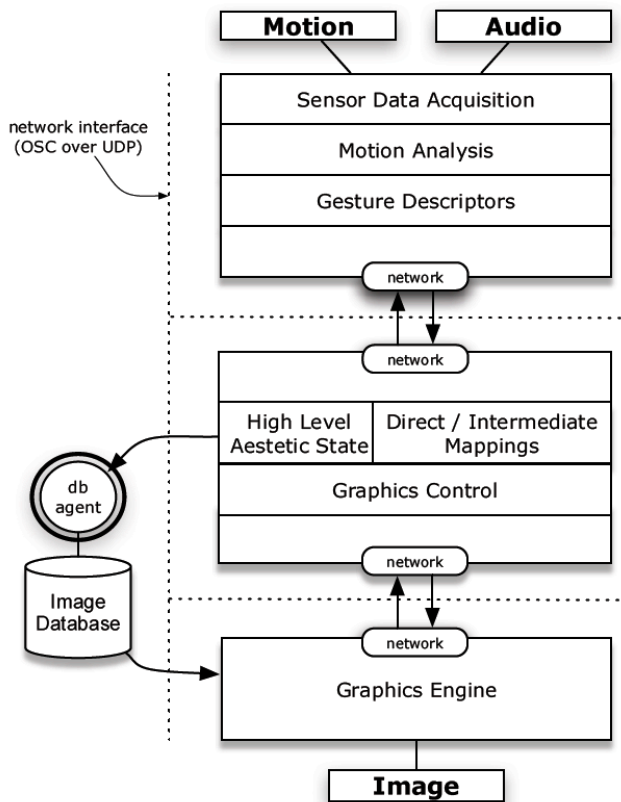 Motion
Audio
Sensor Data Acquisition
network interface
(OSC over UDP)
Motion Analysis
Gesture Descriptors
network
network
High Level
Aestetic State
Direct / Intermediate
Mappings
db
agent
Graphics Control
network
Image
Database
network
Graphics Engine
Image